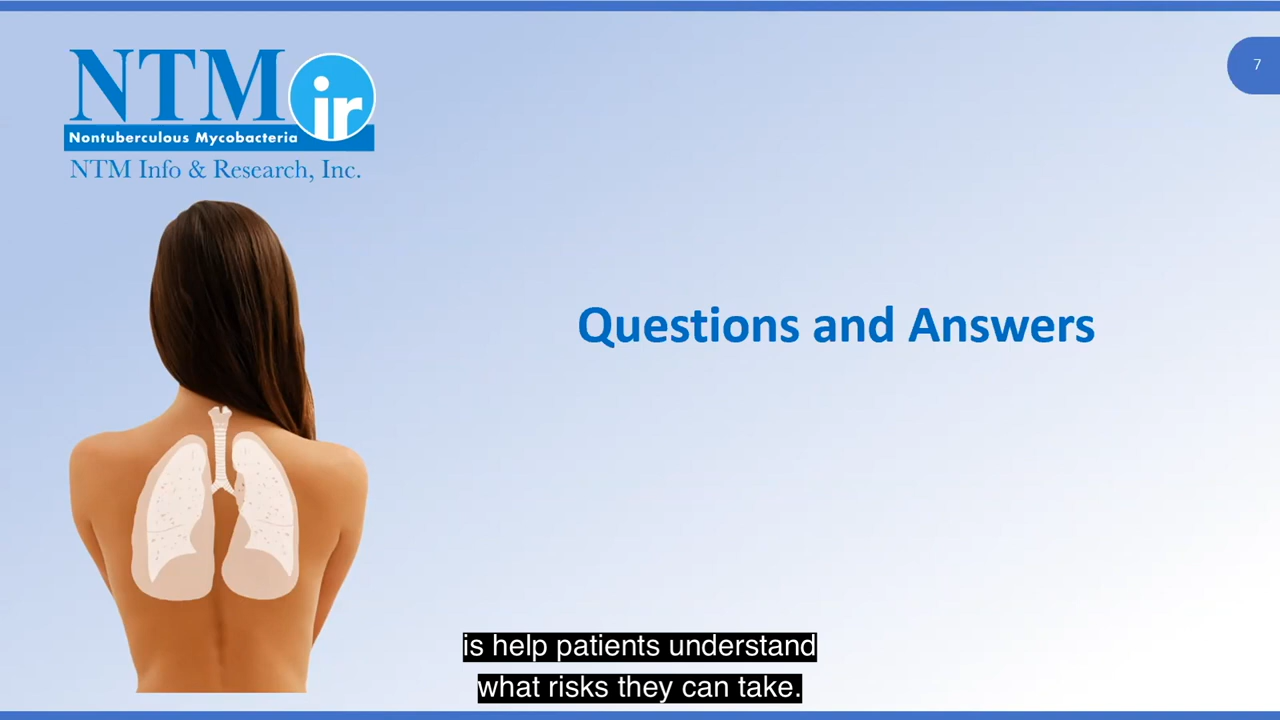 NTM
ir
Nontuberculous Mycobacteria
NTM Info & Research, Inc.
7
Questions and Answers
is help patients understand
what risks they can take.